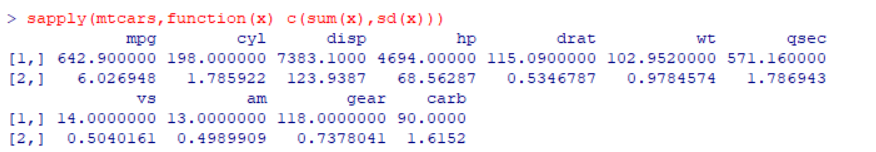 > sapply(mtcars,function(x) c(sum(x),sd(x)))
mpg cyl disp hp drat wt qsec
[1,] 642.900000 198.000000 7383.1000 4694.00000 115.0900000 102.9520000 571.160000
[2,] 6.026948 1.785922 123.9387 68.56287 0.5346787 0.9784574 1.786943
vs am gear carb
[1,] 14.0000000 13.0000000 118.0000000 90.0000
[2,] 0.5040161 0.4989909 0.7378041 1.6152